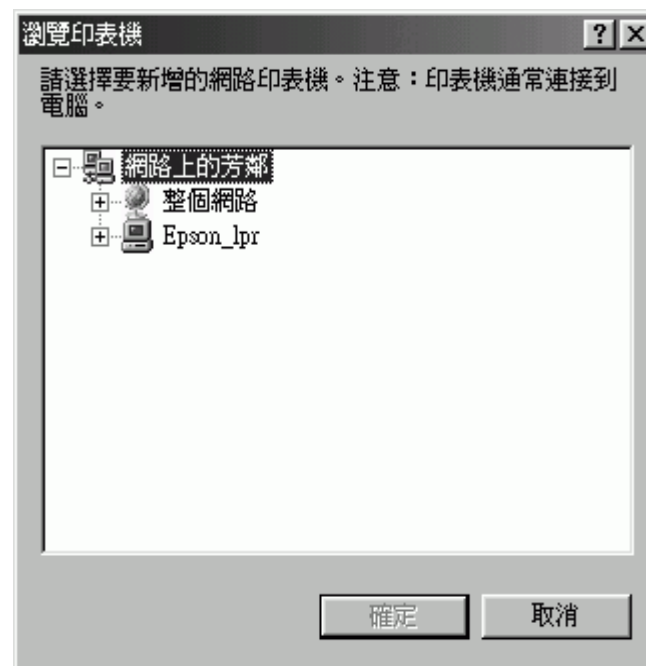 瀏覽印表機
請選擇要新增的網路印表機。注意：印表機通常連接到
電腦。
網路上的芳鄰
整個網路
Epson_lpr
確定 取消